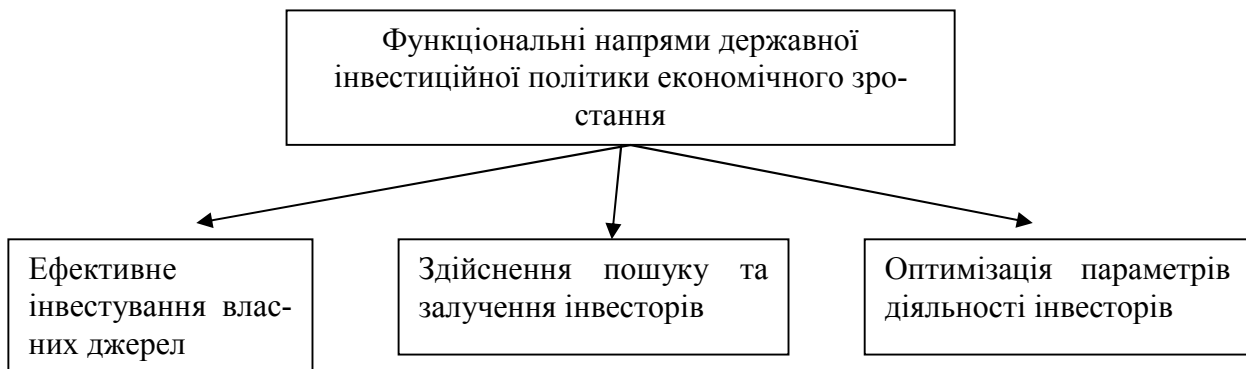 Функціональні напрями державної
інвестиційної політики економічного зро-
стання
Ефективне
інвестування влас-
них джерел
Здійснення пошуку та
залучення інвесторів
Оптимізація параметрів
діяльності інвесторів